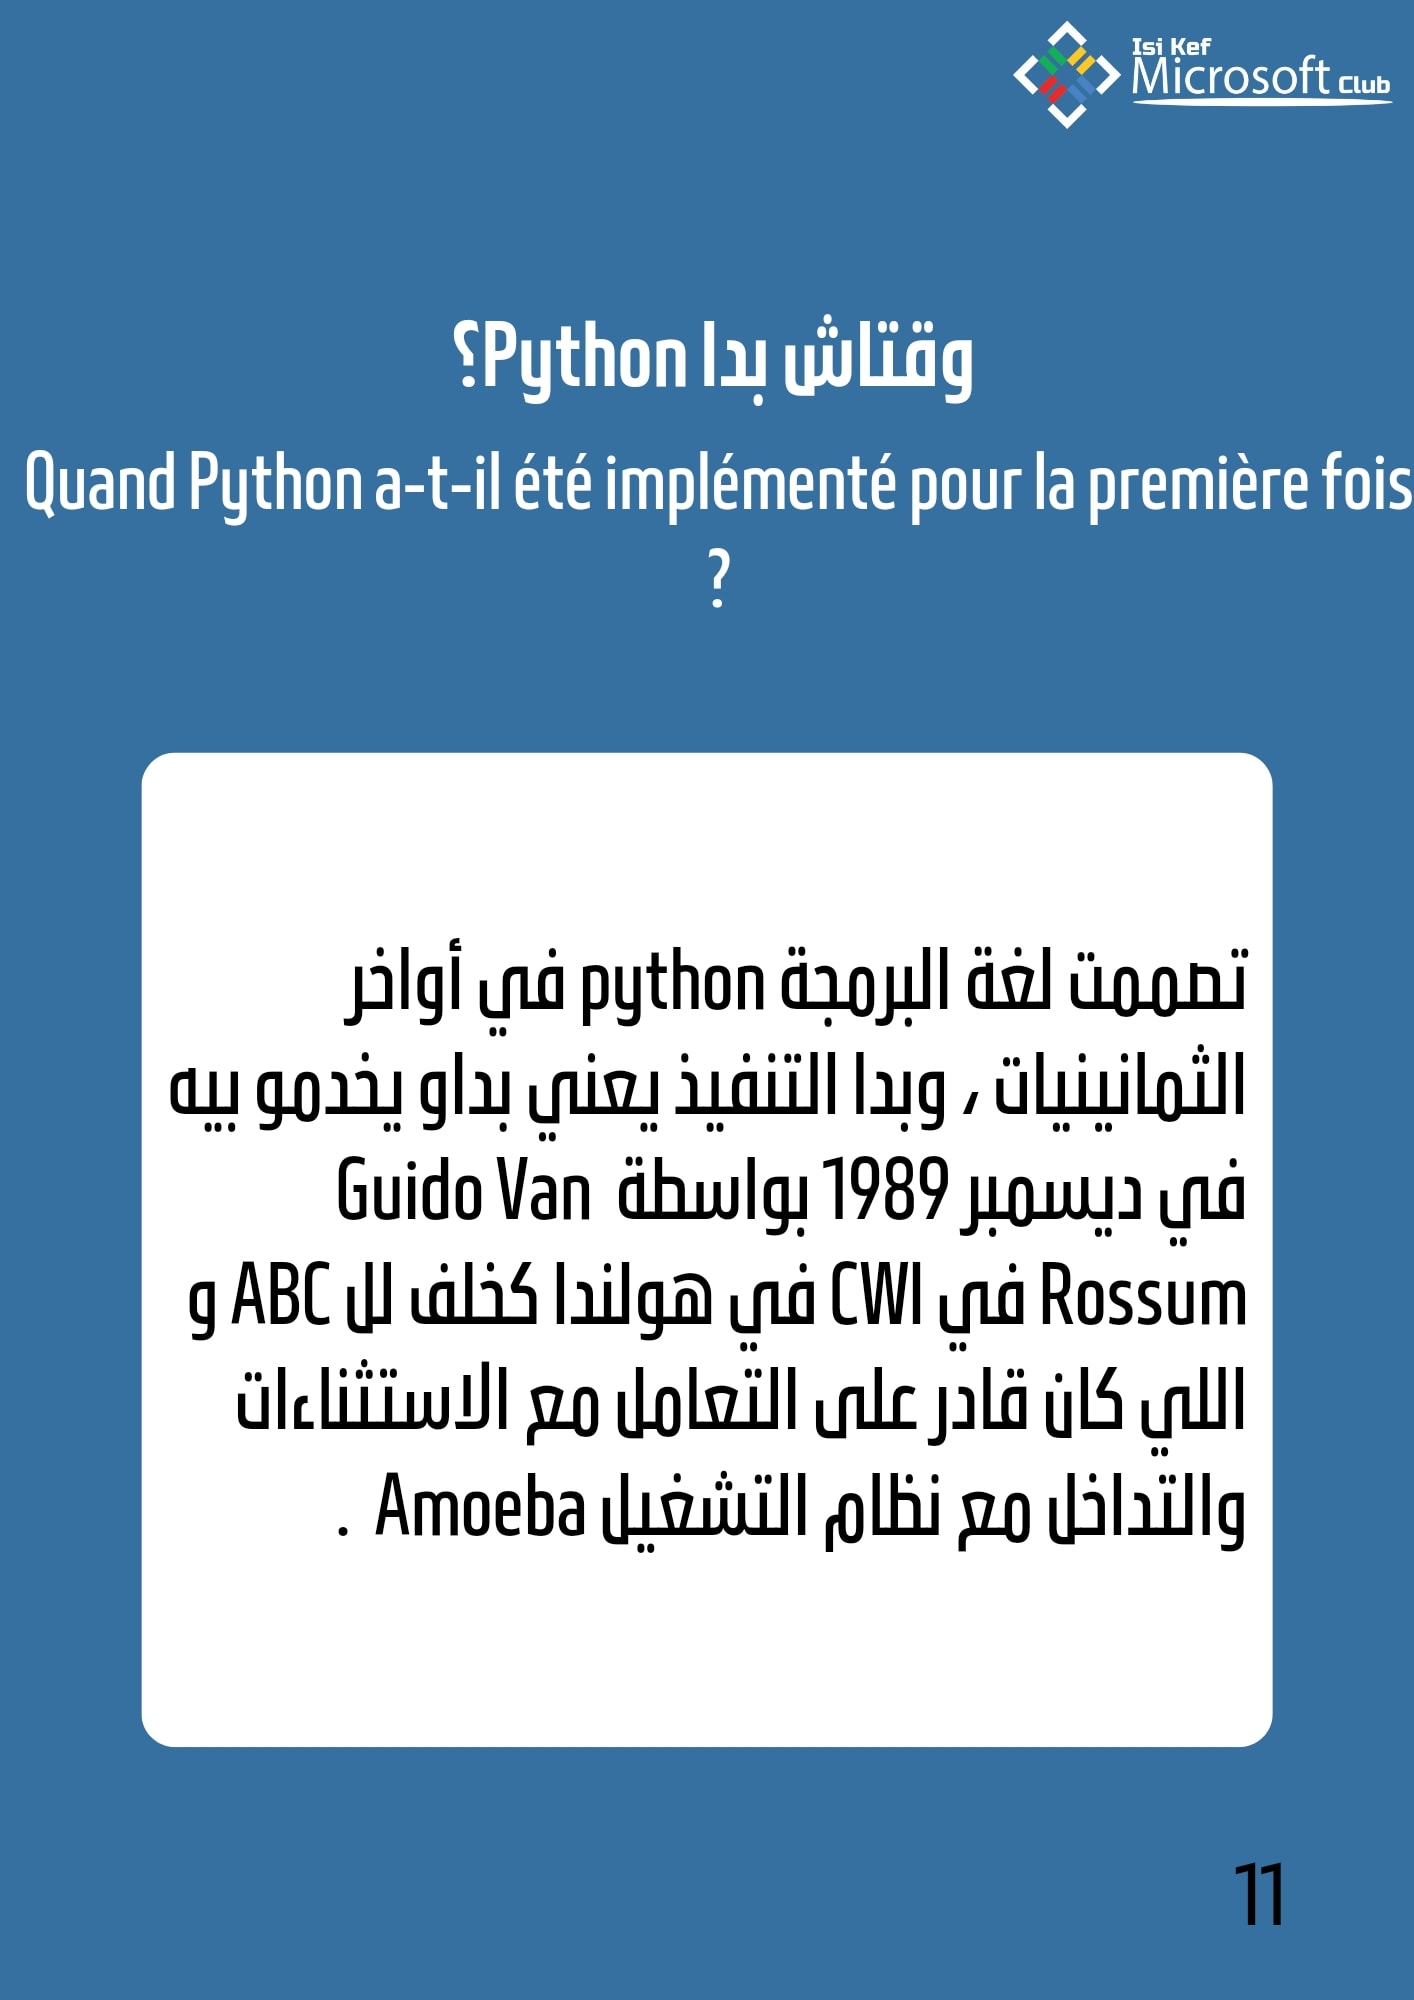 Isi Kef
Microsoft Club
وقتاش بدا Python؟
Quand Python a-t-il été implémenté pour la première fois
?
تصممت لغة البرمجة python في أواخر
الثمانينيات ، وبدا التنفيذ يعني بداو يخدمو بيه
في ديسمبر 1989 بواسطة Guido Van
Rossum في CWI في هولندا كخلف لل ABC و
اللي كان قادر على التعامل مع الاستثناءات
والتداخل مع نظام التشغيل Amoeba .
11